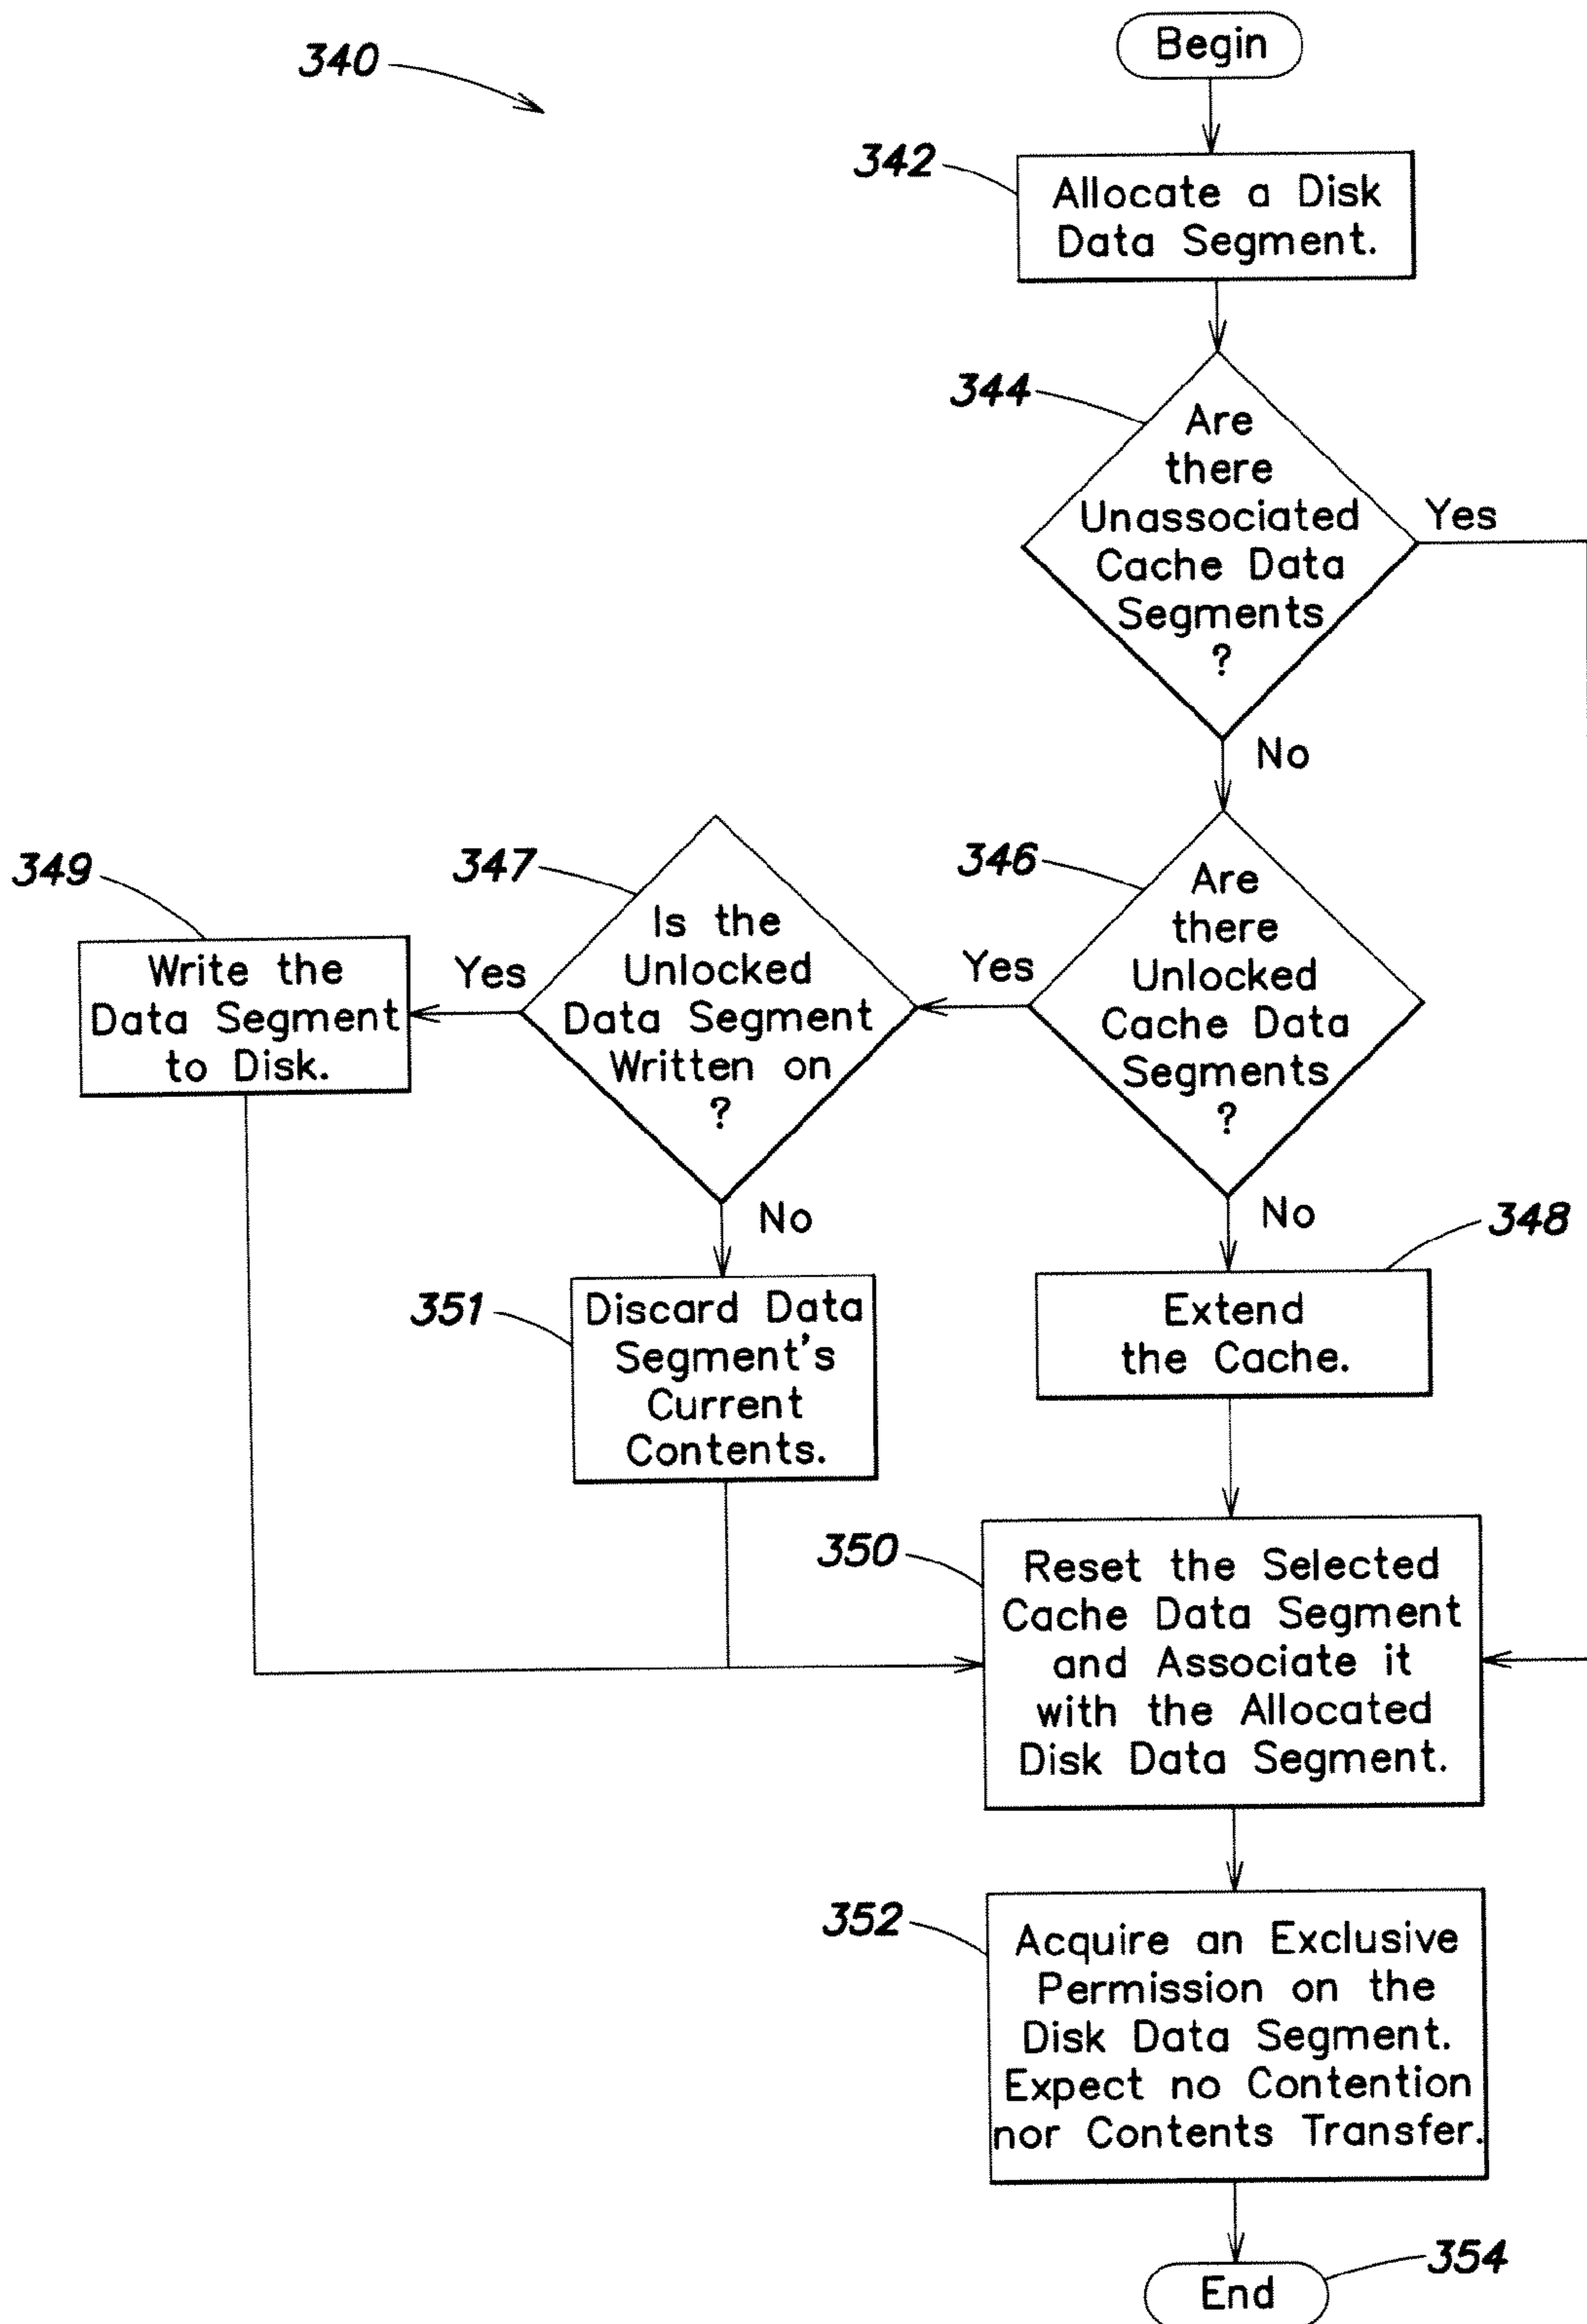 340
Begin
342
Allocate a Disk
Data Segment.
344
Are
there
Unassociated
Cache Data
Segments
?
Yes
No
349
Write the
Data Segment
to Disk.
Yes
347
Is the
Unlocked
Data Segment
Written on
?
Yes
346
Are
there
Unlocked
Cache Data
Segments
?
No
No
351
Discard Data
Segment's
Current
Contents.
348
Extend
the Cache.
350
Reset the Selected
Cache Data Segment
and Associate it
with the Allocated
Disk Data Segment.
352
Acquire an Exclusive
Permission on the
Disk Data Segment.
Expect no Contention
nor Contents Transfer.
354
End